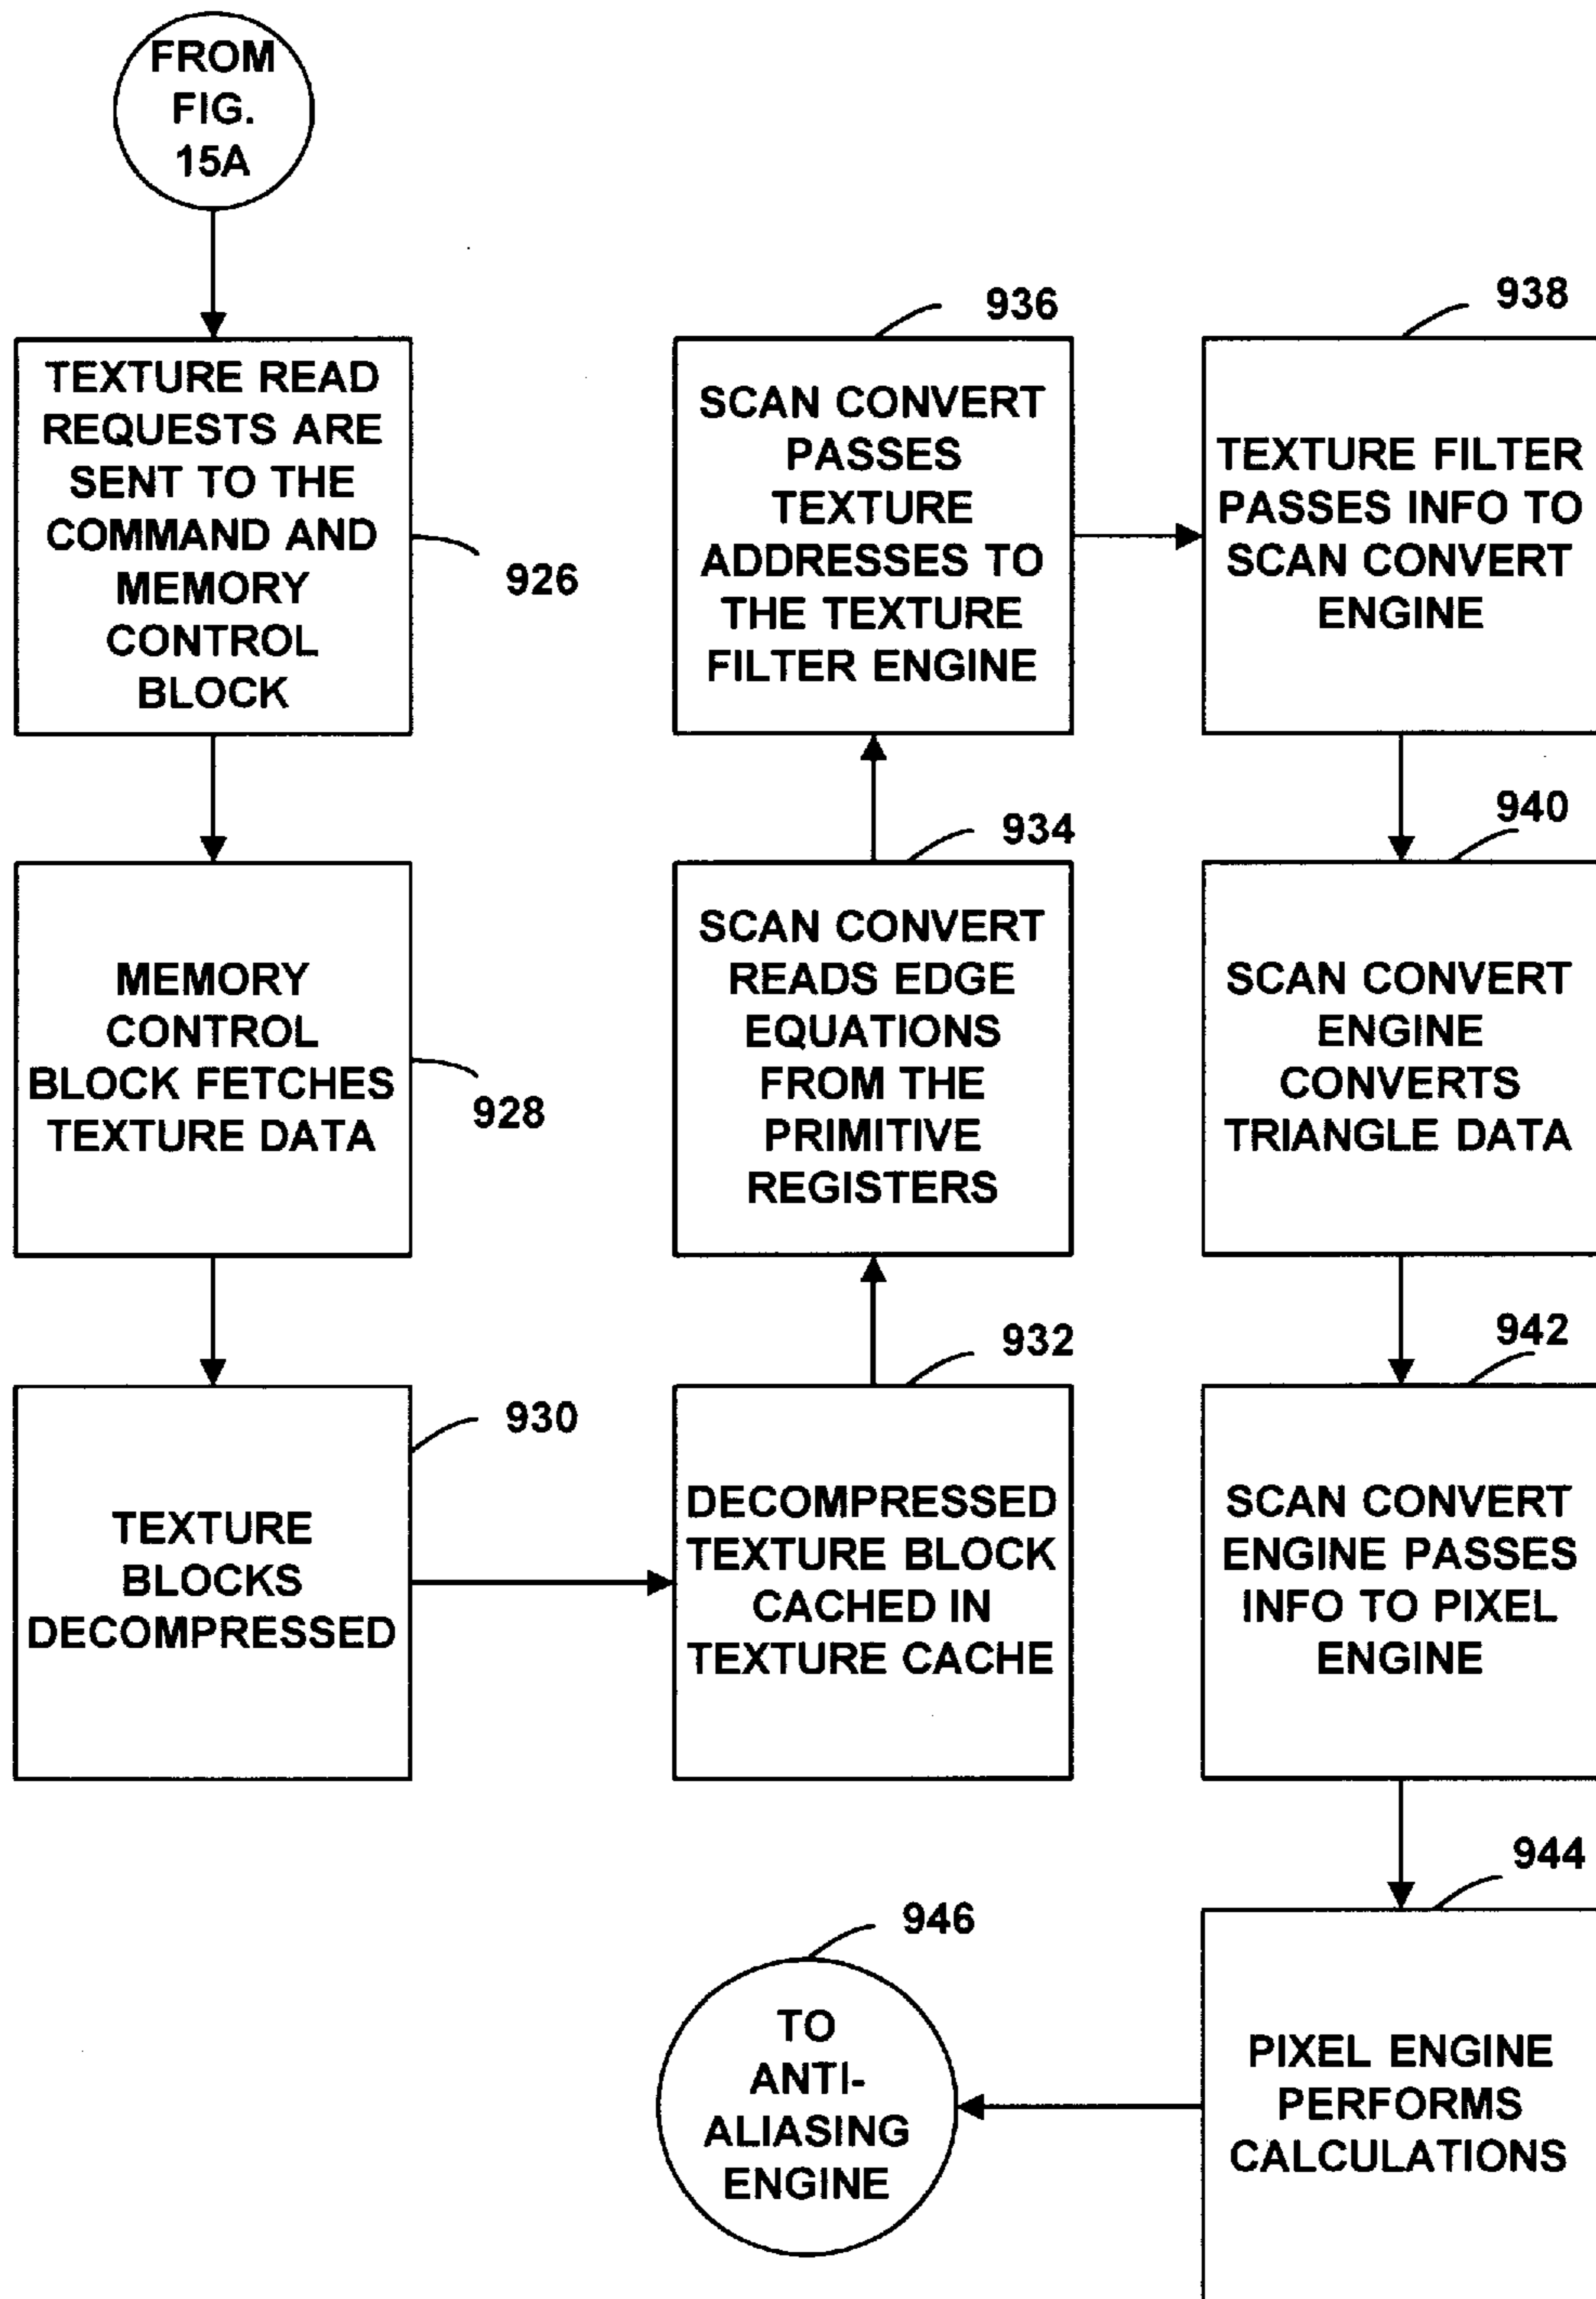 FROM
FIG.
15A
TEXTURE READ
REQUESTS ARE
SENT TO THE
COMMAND AND
MEMORY
CONTROL
BLOCK
926
MEMORY
CONTROL
BLOCK FETCHES
TEXTURE DATA
928
930
TEXTURE
BLOCKS
DECOMPRESSED
932
DECOMPRESSED
TEXTURE BLOCK
CACHED IN
TEXTURE CACHE
934
SCAN CONVERT
READS EDGE
EQUATIONS
FROM THE
PRIMITIVE
REGISTERS
936
SCAN CONVERT
PASSES
TEXTURE
ADDRESSES TO
THE TEXTURE
FILTER ENGINE
938
TEXTURE FILTER
PASSES INFO TO
SCAN CONVERT
ENGINE
940
SCAN CONVERT
ENGINE
CONVERTS
TRIANGLE DATA
942
SCAN CONVERT
ENGINE PASSES
INFO TO PIXEL
ENGINE
944
PIXEL ENGINE
PERFORMS
CALCULATIONS
946
TO
ANTI-
ALIASING
ENGINE